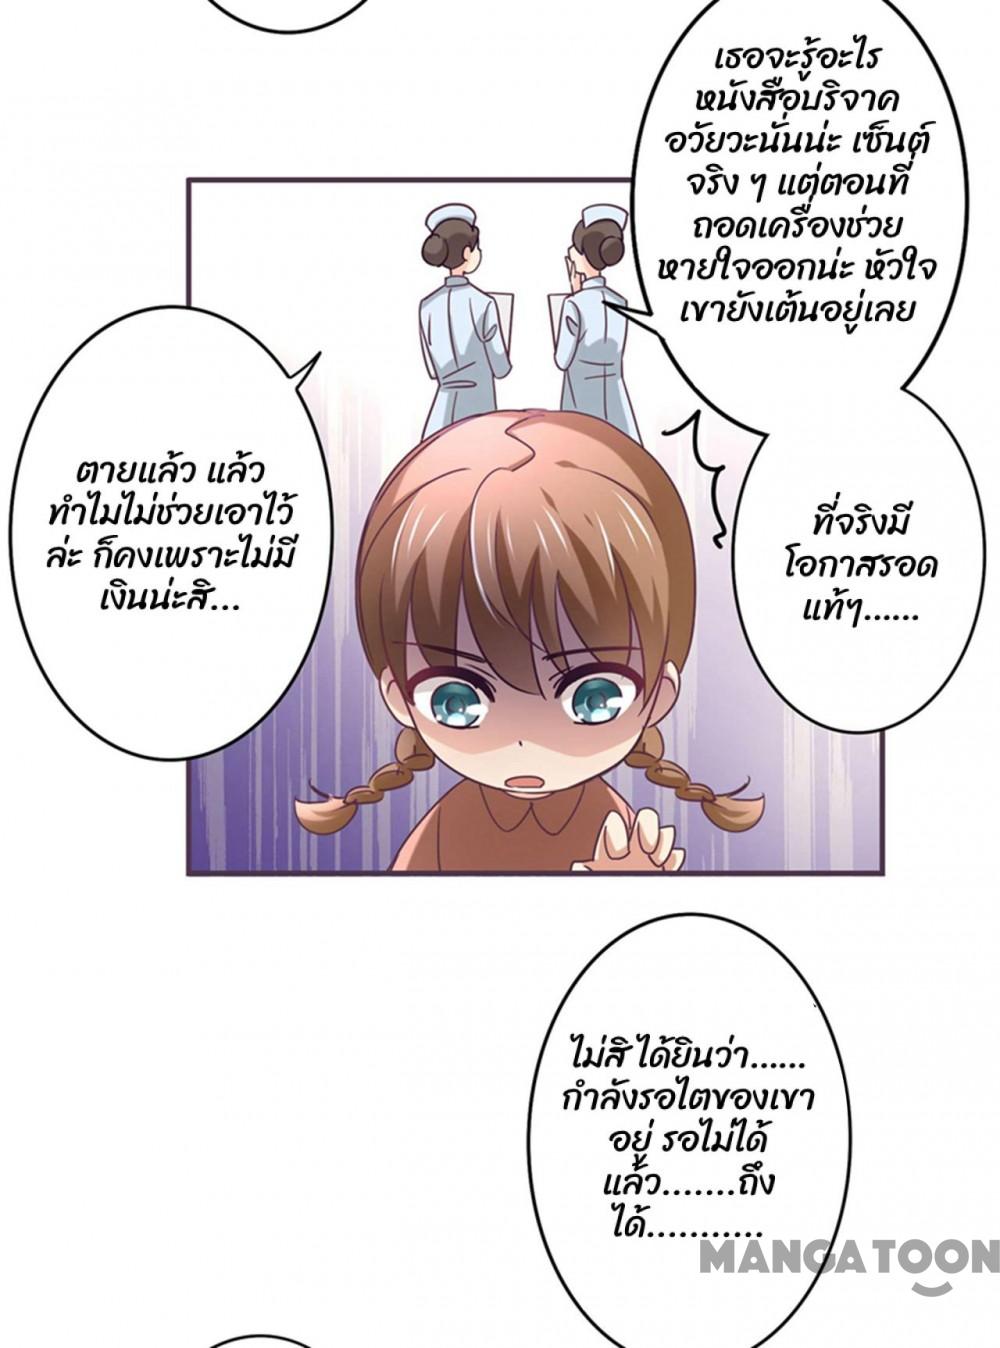 เธอจะรู้อะไร
หนังสือบริจาค
อวัยวะนั่นน่ะ เซ็นต์
จริง ๆ แต่ตอนที่
ถอดเครื่องช่วย
หายใจออกน่ะ หัวใจ
เขายังเต้นอยู่เลย
ตายแล้ว แล้ว
ทำไมไม่ช่วยเอาไว้
ล่ะ ก็คงเพราะไม่มี
เงินน่ะสิ...
ที่จริงมี
โอกาสรอด
แท้ๆ......
ไม่สิ ได้ยินว่า......
กำลังรอไตของเขา
อยู่ รอไม่ได้
แล้ว.......ถึง
ได้...........
MANGATOON